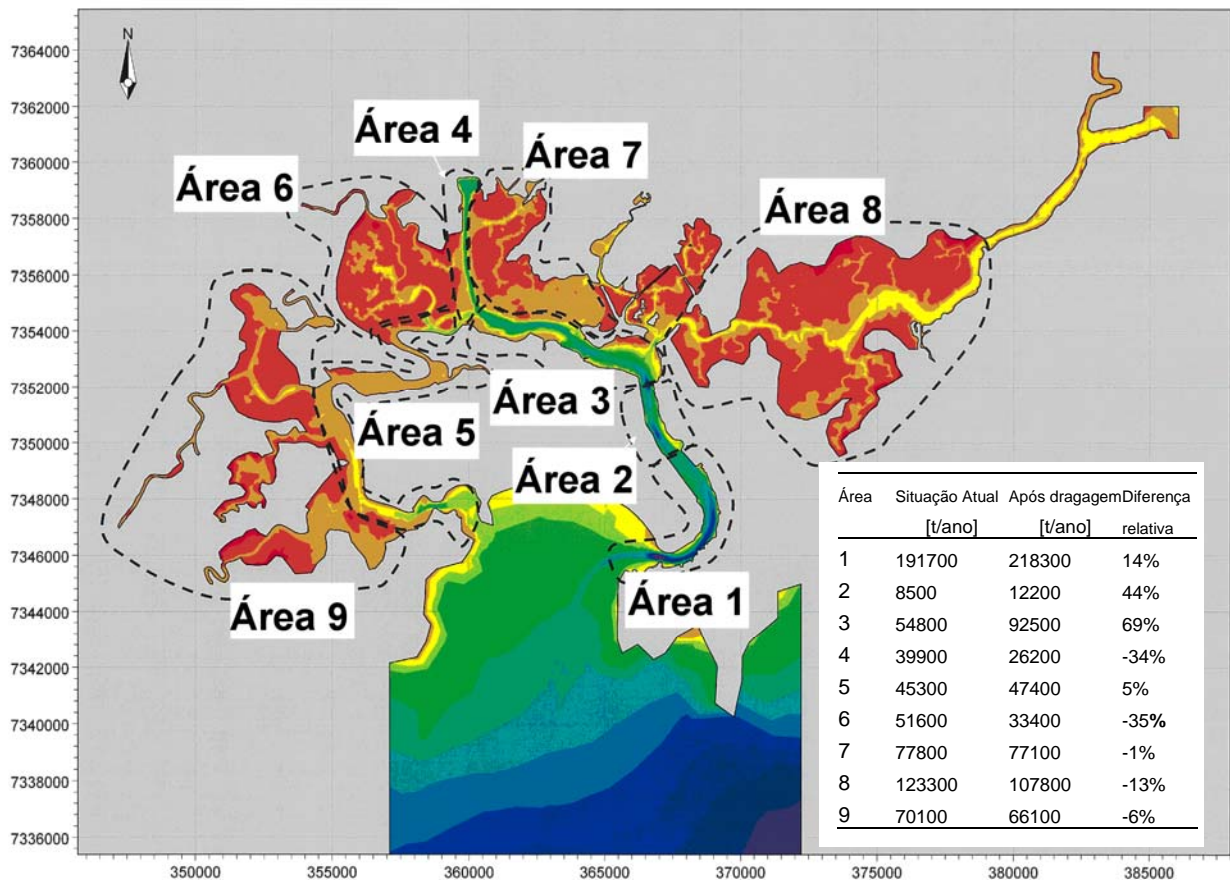 7364000
N
7362000
Área 4
7360000
Área 7
Área 6
Área 8
7358000
7356000
7354000
7352000
Área 3
Área 5
7350000
Área 2
7348000
7346000
Área 1
Área 9
7344000
7342000
7340000
7338000
7336000
350000 355000 360000 365000 370000 375000 380000 385000
Área Situação Atual Após dragagemDiferença
[t/ano] [t/ano] relativa
1 191700 218300 14%
2 8500 12200 44%
3 54800 92500 69%
4 39900 26200 -34%
5 45300 47400 5%
6 51600 33400 -35%
7 77800 77100 -1%
8 123300 107800 -13%
9 70100 66100 -6%